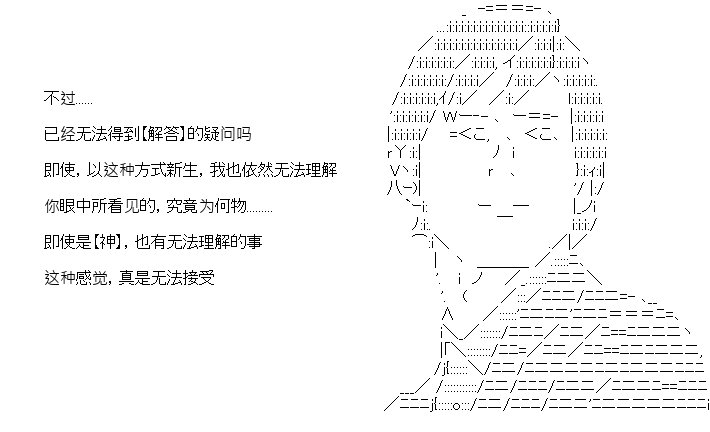 不过......
已经无法得到【解答】的疑问吗
即使，以这种方式新生，我也依然无法理解
你眼中所看见的，究竟为何物.........
即使是【神】，也有无法理解的事
这种感觉，真是无法接受